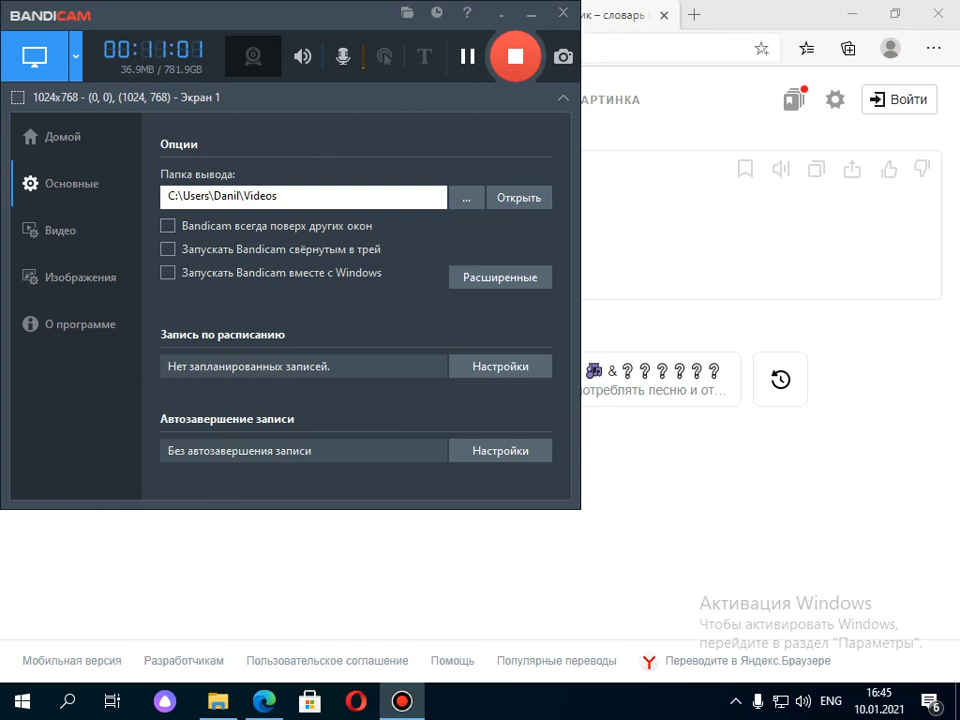 BANDICAM
00:11:01
36.9MB / 781.9GB
1024x768 - (0, 0), (1024, 768) - Экран 1
Домой
Основные
Видео
Изображения
О программе
Опции
Папка вывода:
C:\Users\Danil\Videos
...
Открыть
Bandicam всегда поверх других окон
Запускать Bandicam свёрнутым в трей
Запускать Bandicam вместе с Windows
Расширенные
Запись по расписанию
Нет запланированных записей.
Настройки
Автозавершение записи
Без автозавершения записи
Настройки
– словарь
АРТИНКА
Войти
& ? ? ? ? ? ?
песню и от...
Активация Windows
Чтобы активировать Windows,
перейдите в раздел "Параметры".
Мобильная версия
Разработчикам
Пользовательское соглашение
Помощь
Популярные переводы
Переводите в Яндекс.Браузере
ENG
16:45
10.01.2021
6